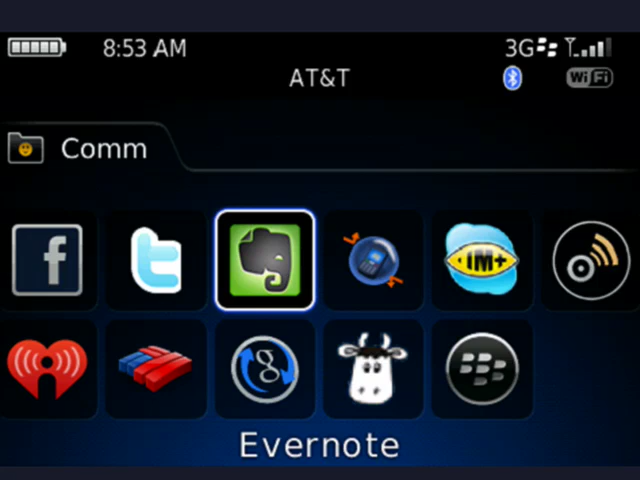 8:53 AM
3G
AT&T
WiFi
Comm
f
t
IM+
g
Evernote